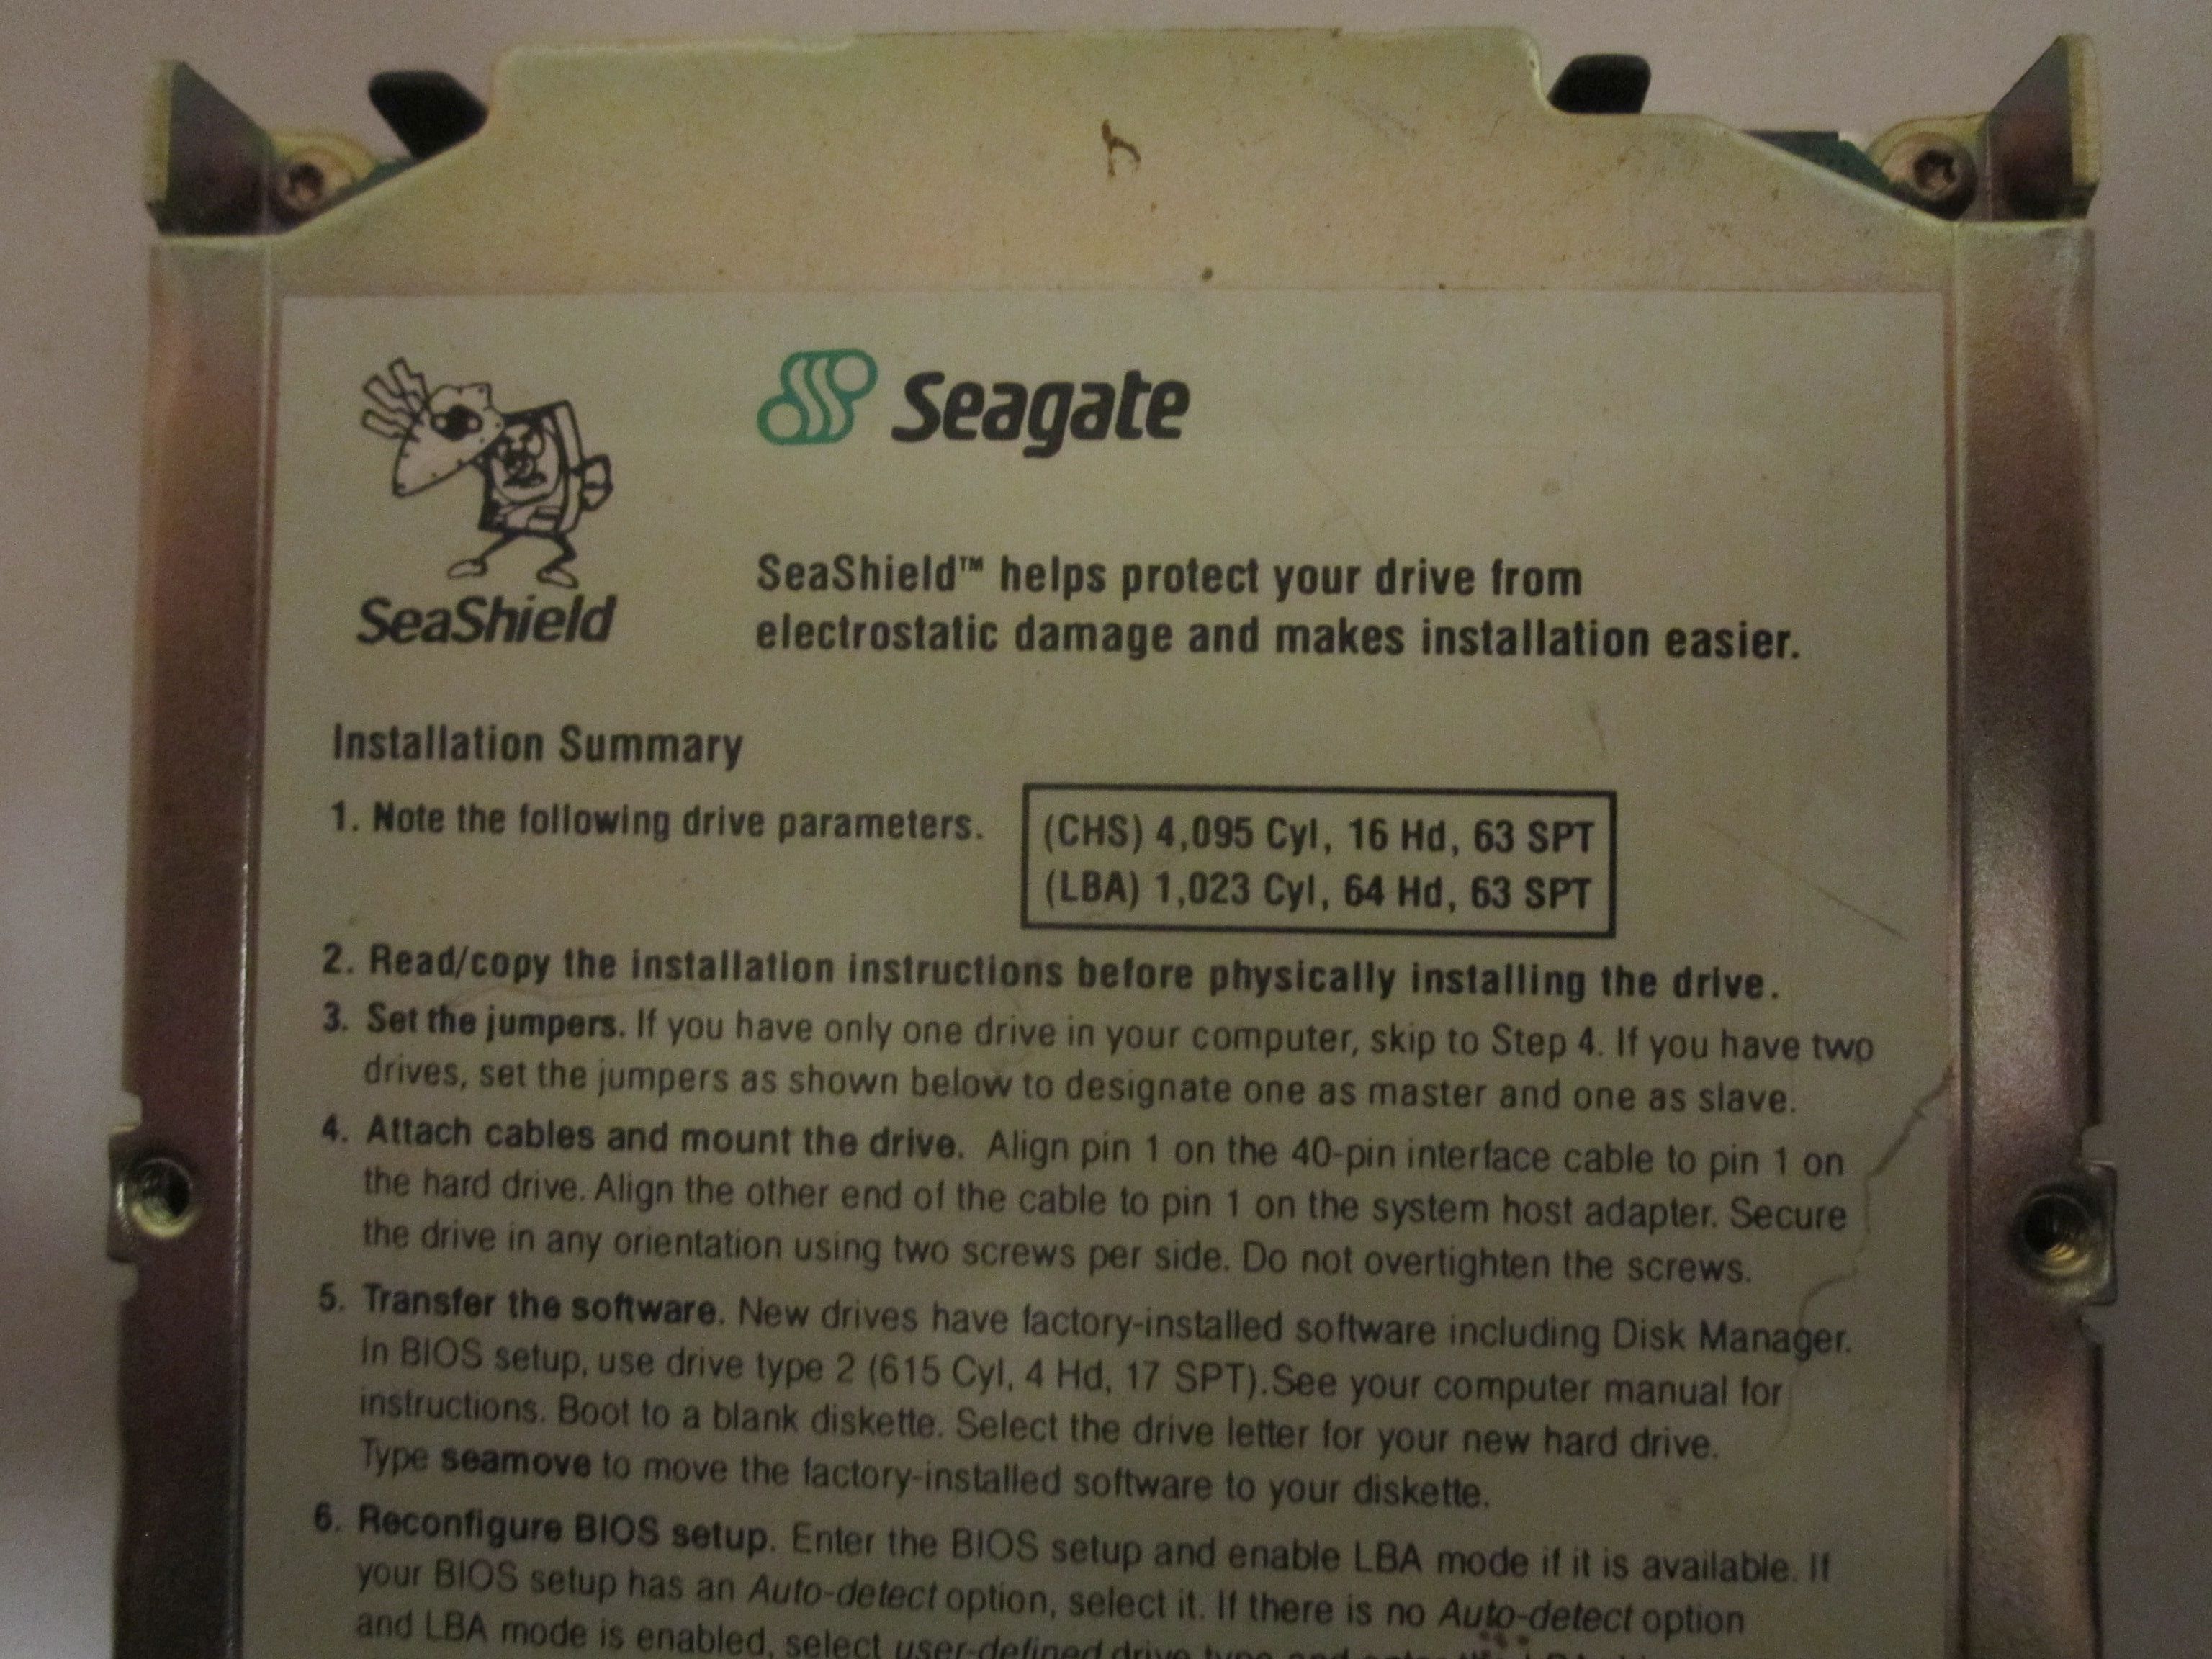 Seagate
SeaShield
SeaShield™ helps protect your drive from
electrostatic damage and makes installation easier.
Installation Summary
1. Note the following drive parameters.
(CHS) 4,095 Cyl, 16 Hd, 63 SPT
(LBA) 1,023 Cyl, 64 Hd, 63 SPT
2. Read/copy the installation instructions before physically installing the drive.
3. Set the jumpers. If you have only one drive in your computer, skip to Step 4. If you have two
drives, set the jumpers as shown below to designate one as master and one as slave.
4. Attach cables and mount the drive. Align pin 1 on the 40-pin interface cable to pin 1 on
the hard drive. Align the other end of the cable to pin 1 on the system host adapter. Secure
the drive in any orientation using two screws per side. Do not overtighten the screws.
5. Transfer the software. New drives have factory-installed software including Disk Manager.
In BIOS setup, use drive type 2 (615 Cyl, 4 Hd, 17 SPT).See your computer manual for
instructions. Boot to a blank diskette. Select the drive letter for your new hard drive.
Type seamove to move the factory-installed software to your diskette.
6. Reconfigure BIOS setup. Enter the BIOS setup and enable LBA mode if it is available. If
your BIOS setup has an Auto-detect option, select it. If there is no Auto-detect option
and LBA mode is enabled, select user-defined drive type and